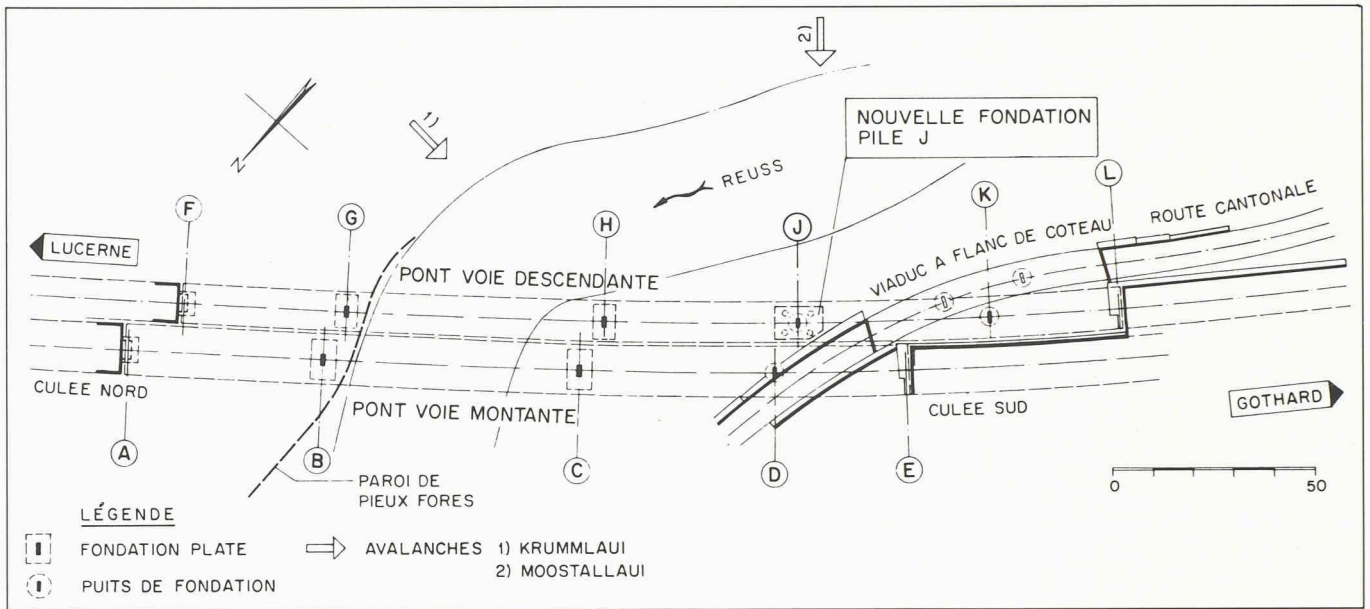 2)
1)
N
NOUVELLE FONDATION
PILE J
REUSS
L
K
ROUTE CANTONALE
F
G
H
J
VIADUC A FLANC DE COTEAU
LUCERNE
PONT VOIE DESCENDANTE
CULEE NORD
PONT VOIE MONTANTE
CULEE SUD
GOTHARD
A
B
C
D
E
PAROI DE
PIEUX FORES
0 50
LÉGENDE
FONDATION PLATE
AVALANCHES 1) KRUMMLAUI
2) MOOSTALLAUI
PUITS DE FONDATION